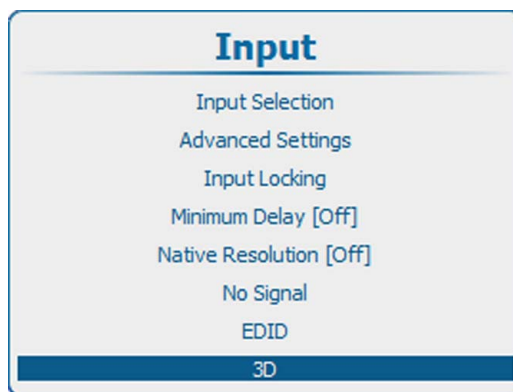 Input
Input Selection
Advanced Settings
Input Locking
Minimum Delay [Off]
Native Resolution [Off]
No Signal
EDID
3D